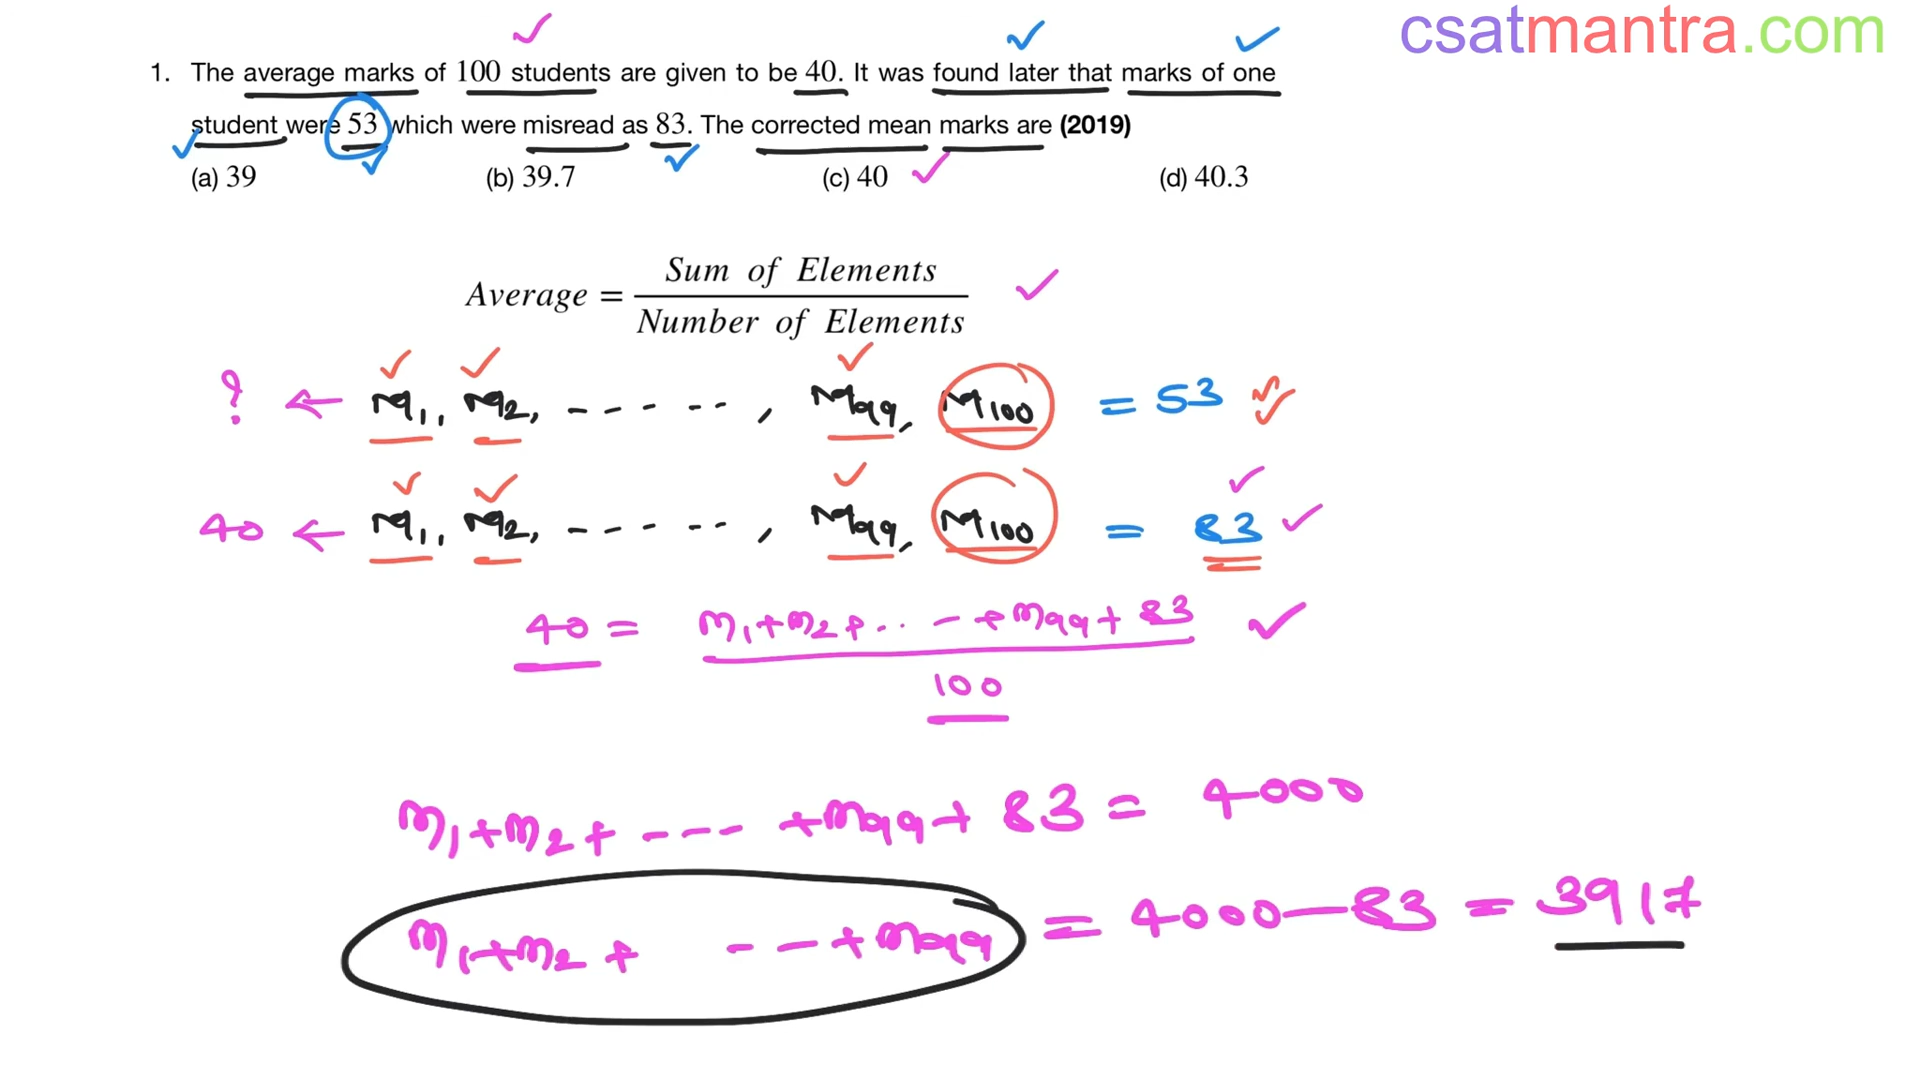 csatmantra.com
1. The average marks of 100 students are given to be 40. It was found later that marks of one
student were 53 which were misread as 83. The corrected mean marks are (2019)
(a) 39 (b) 39.7 (c) 40 (d) 40.3
Average = Sum of Elements / Number of Elements
? ← m₁, m₂, ------, m₉₉, m₁₀₀ = 53
40 ← m₁, m₂, ------, m₉₉, m₁₀₀ = 83
40 = m₁+m₂+... - +m₉₉+ 83
100
m₁+m₂+ ---- +m₉₉+ 83 = 4000
m₁+m₂+ --- +m₉₉ = 4000-83 = 3917